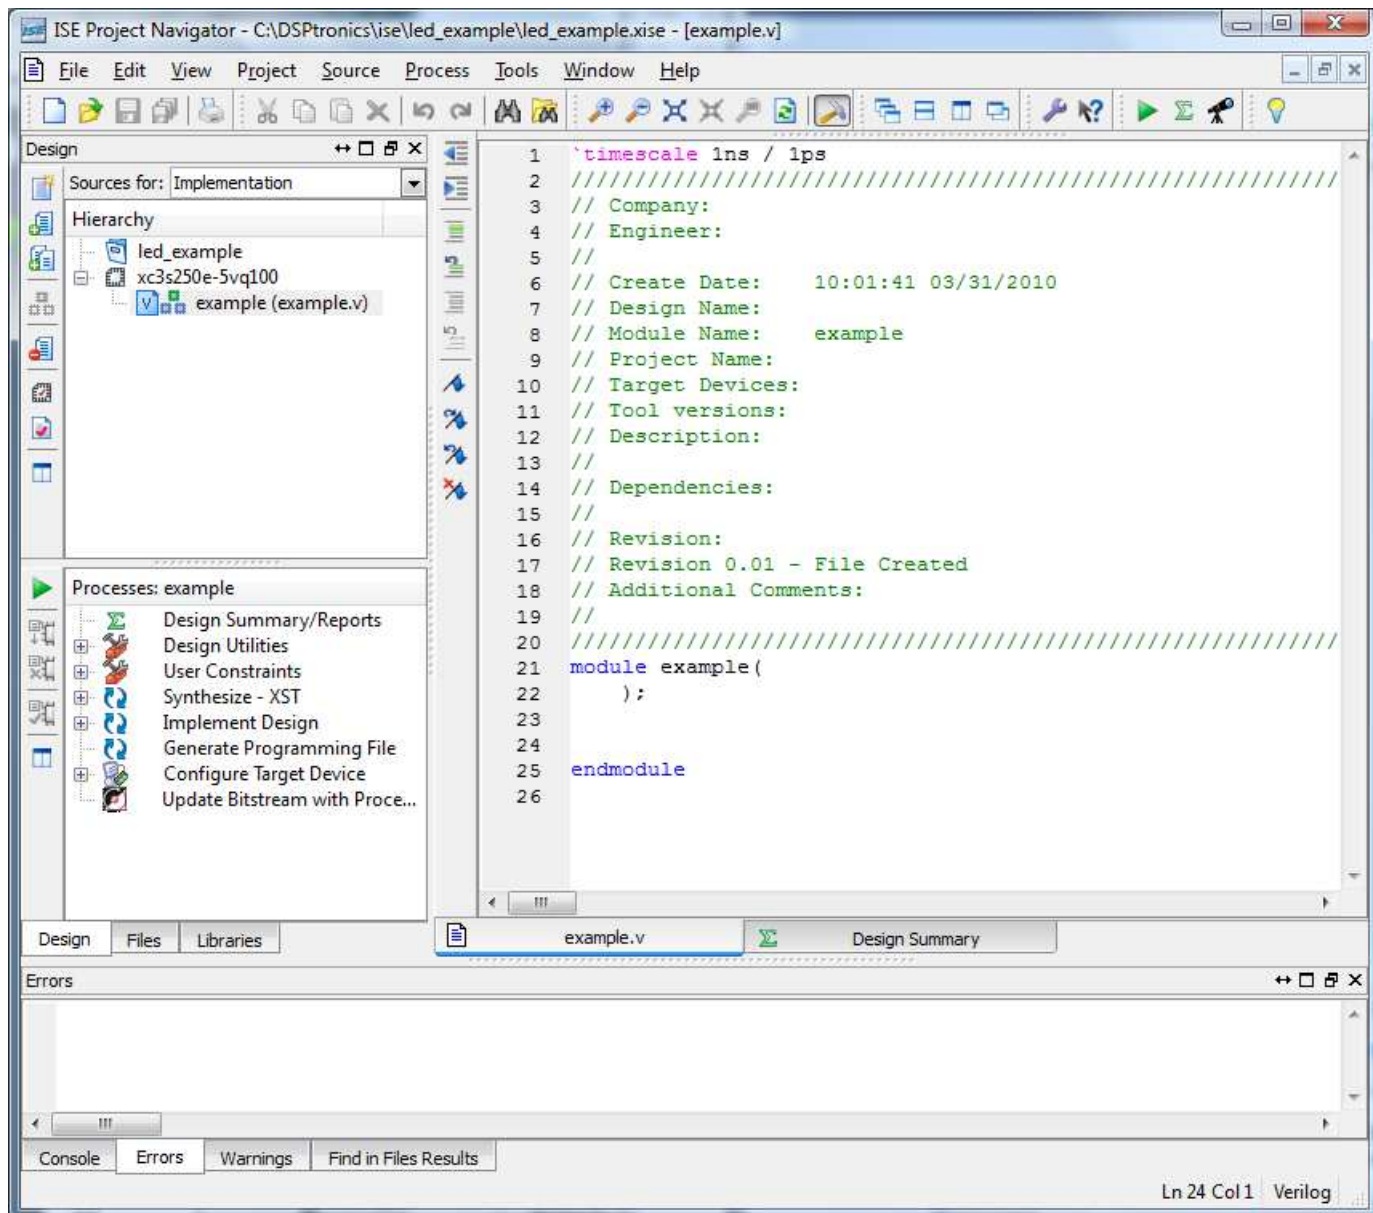 ISE Project Navigator - C:\DSPtronics\ise\led_example\led_example.xise - [example.v]
File Edit View Project Source Process Tools Window Help
Design
Sources for: Implementation
Hierarchy
led_example
xc3s250e-5vq100
example (example.v)
Processes: example
Design Summary/Reports
Design Utilities
User Constraints
Synthesize - XST
Implement Design
Generate Programming File
Configure Target Device
Update Bitstream with Proce...
Design Files Libraries
1 `timescale 1ns / 1ps
2 ////////////////////////////////////////////////////////////
3 // Company:
4 // Engineer:
5 //
6 // Create Date:    10:01:41 03/31/2010
7 // Design Name:
8 // Module Name:    example
9 // Project Name:
10 // Target Devices:
11 // Tool versions:
12 // Description:
13 //
14 // Dependencies:
15 //
16 // Revision:
17 // Revision 0.01 - File Created
18 // Additional Comments:
19 //
20 ////////////////////////////////////////////////////////////
21 module example(
22     );
23
24
25 endmodule
26
example.v Design Summary
Errors
Console Errors Warnings Find in Files Results
Ln 24 Col 1 Verilog